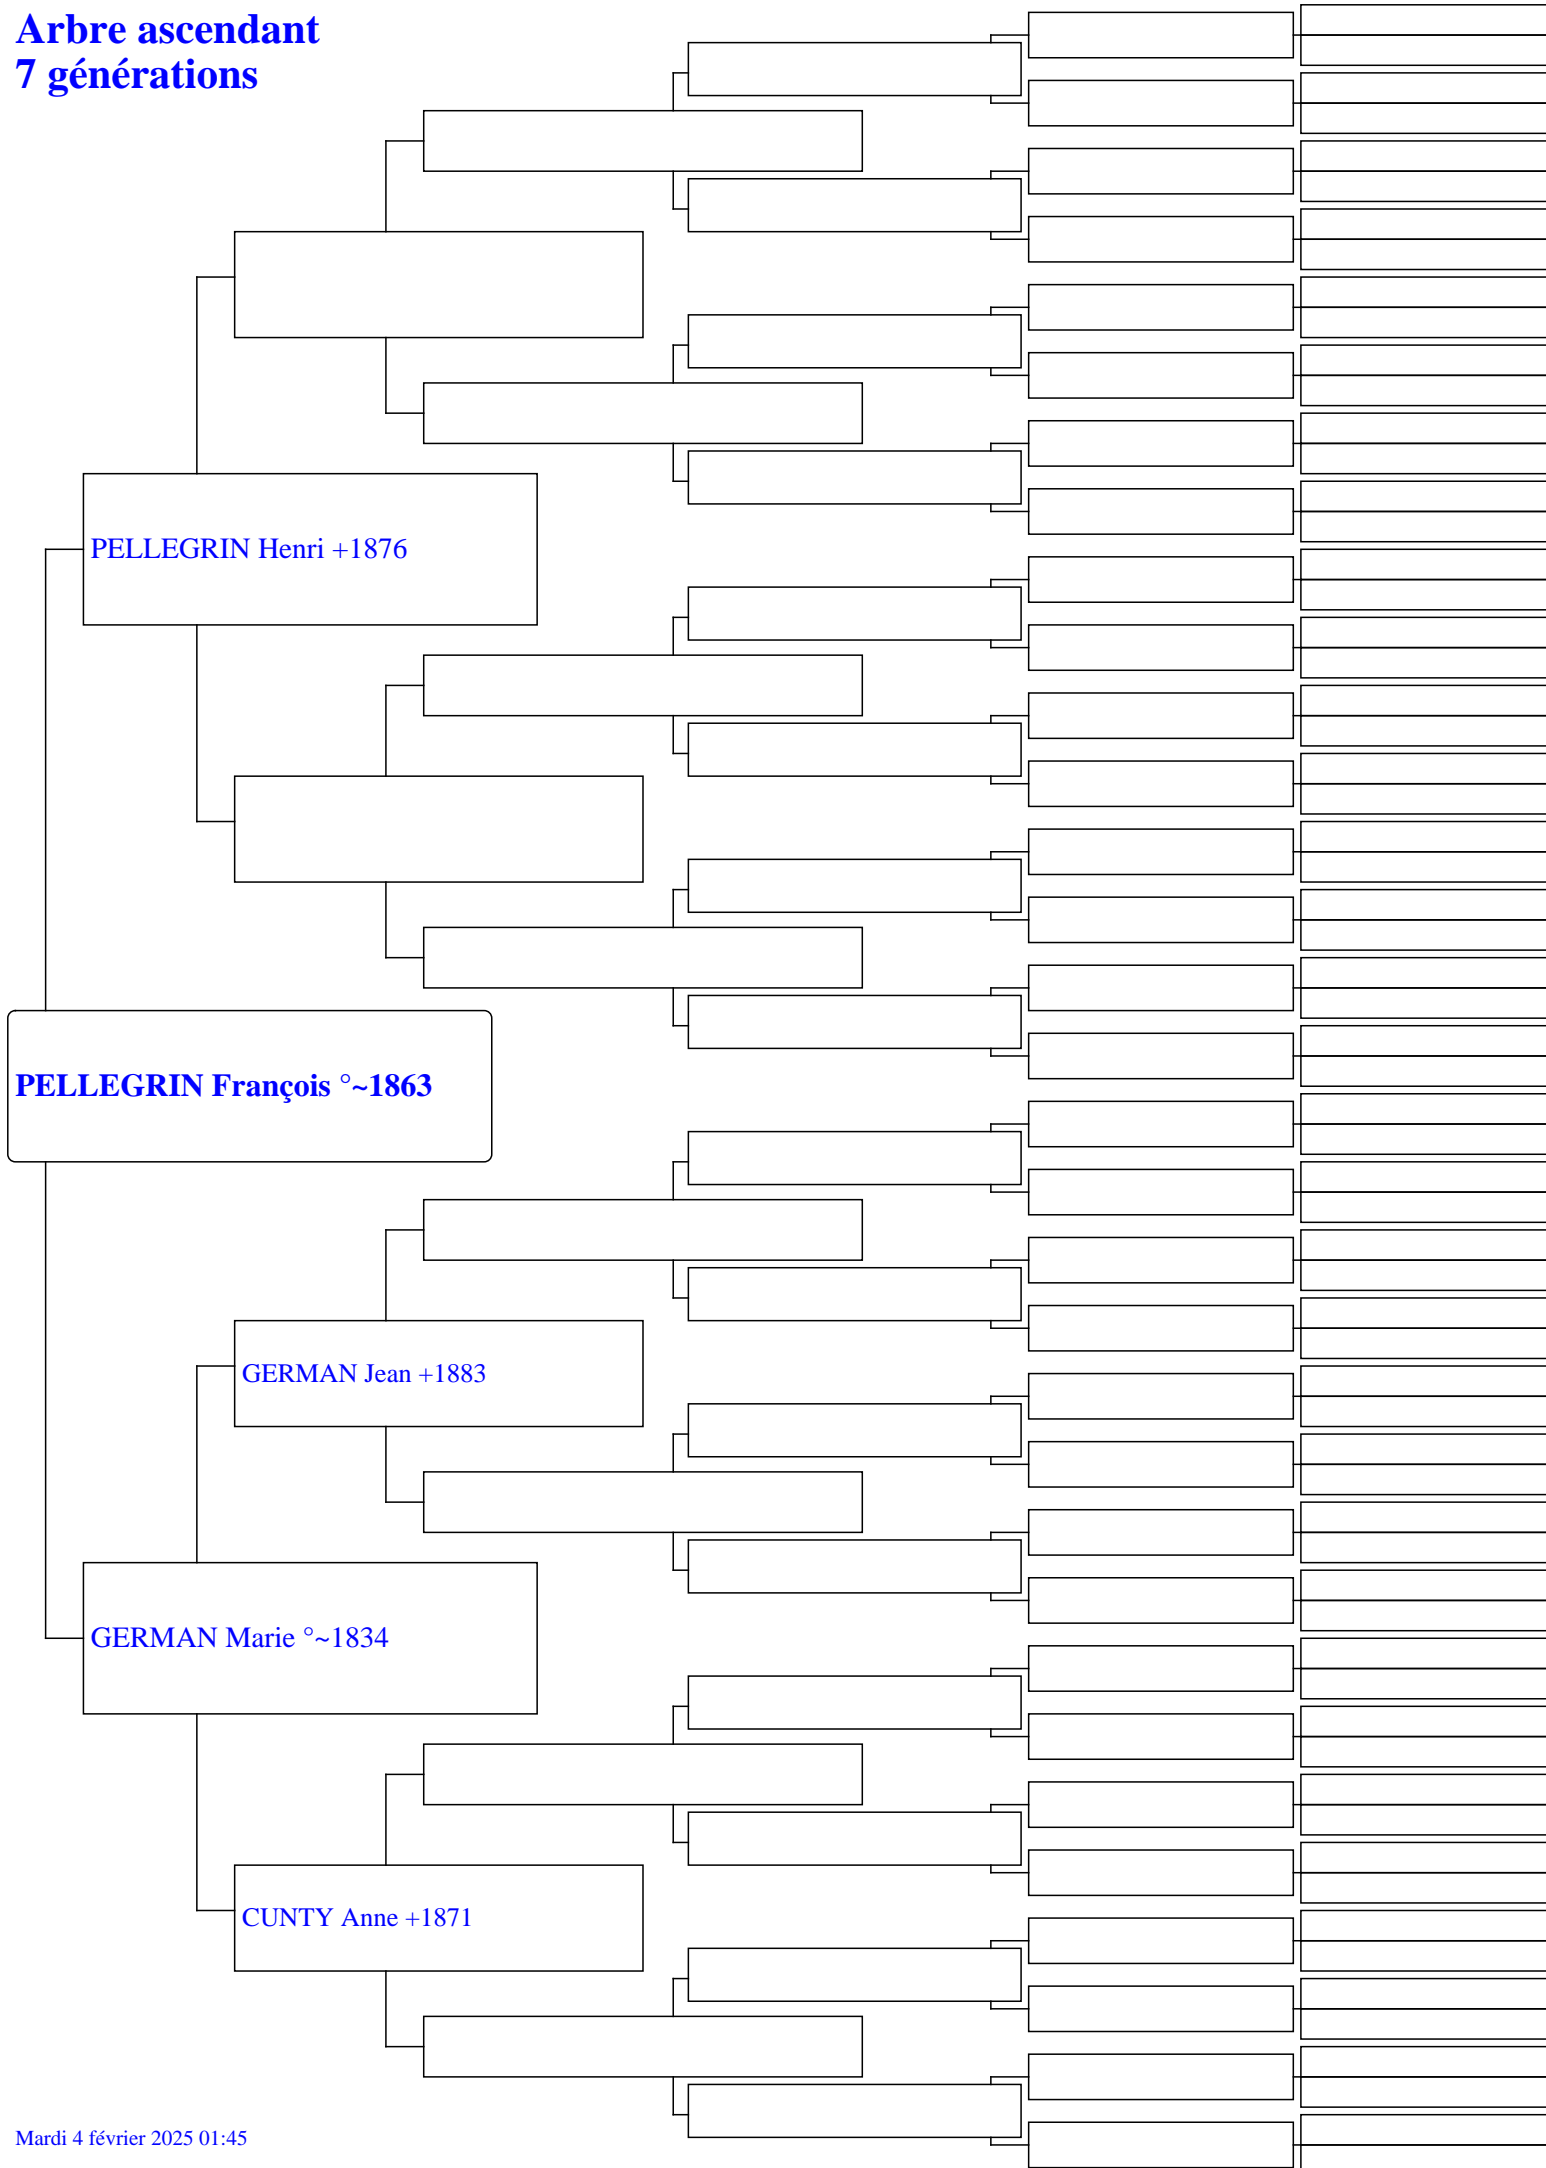 Arbre ascendant
7 générations
PELLEGRIN Henri +1876
PELLEGRIN François °~1863
GERMAN Jean +1883
GERMAN Marie °~1834
CUNTY Anne +1871
Mardi 4 février 2025 01:45